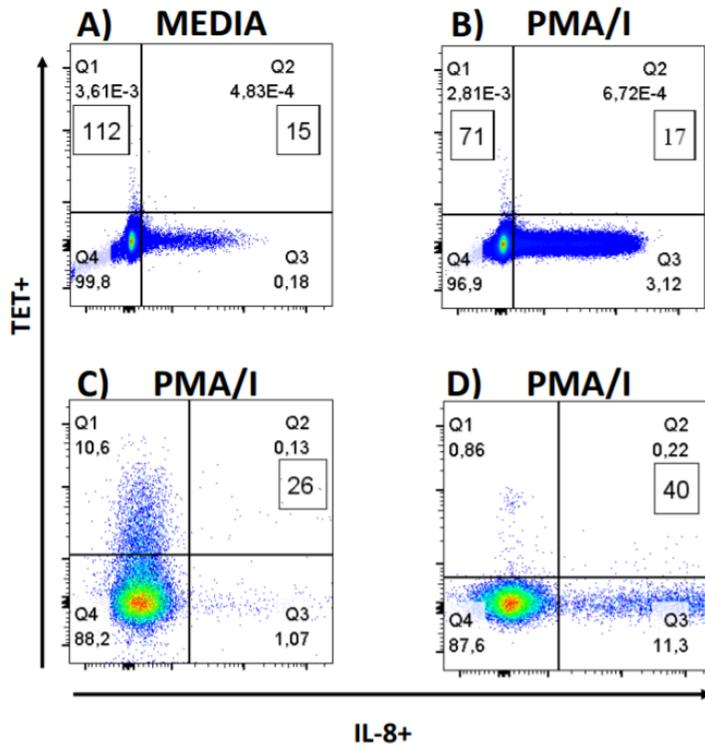 A) MEDIA
Q1
3,61E-3
112
Q2
4,83E-4
15
Q4
99,8
Q3
0,18
B) PMA/I
Q1
2,81E-3
71
Q2
6,72E-4
17
Q4
96,9
Q3
3,12
TET+
C) PMA/I
Q1
10,6
Q2
0,13
26
Q4
88,2
Q3
1,07
D) PMA/I
Q1
0,86
Q2
0,22
40
Q4
87,6
Q3
11,3
IL-8+